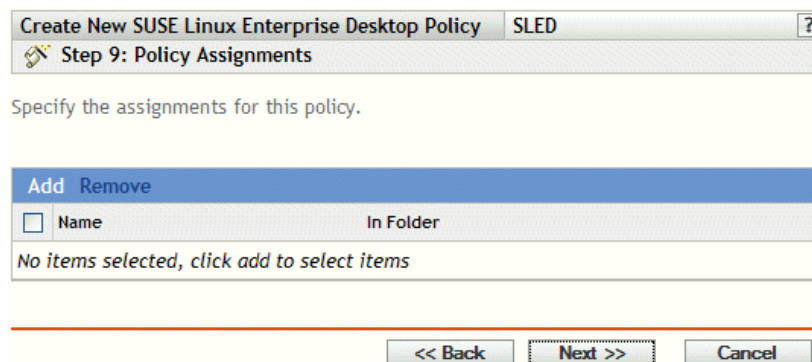 Create New SUSE Linux Enterprise Desktop Policy SLED ?
Step 9: Policy Assignments
Specify the assignments for this policy.
Add Remove
Name In Folder
No items selected, click add to select items
<< Back Next >> Cancel